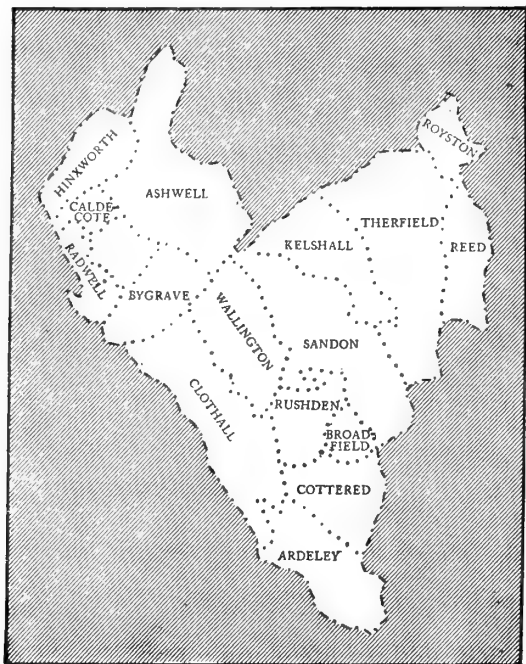 ROYSTON
HINXWORTH
ASHWELL
CALDE
COTE
THERFIELD
KELSHALL
REED
RADWELL
BYGRAVE
WALLINGTON
SANDON
CLOTHALL
RUSHDEN
BROAD
FIELD
COTTERED
ARDELEY